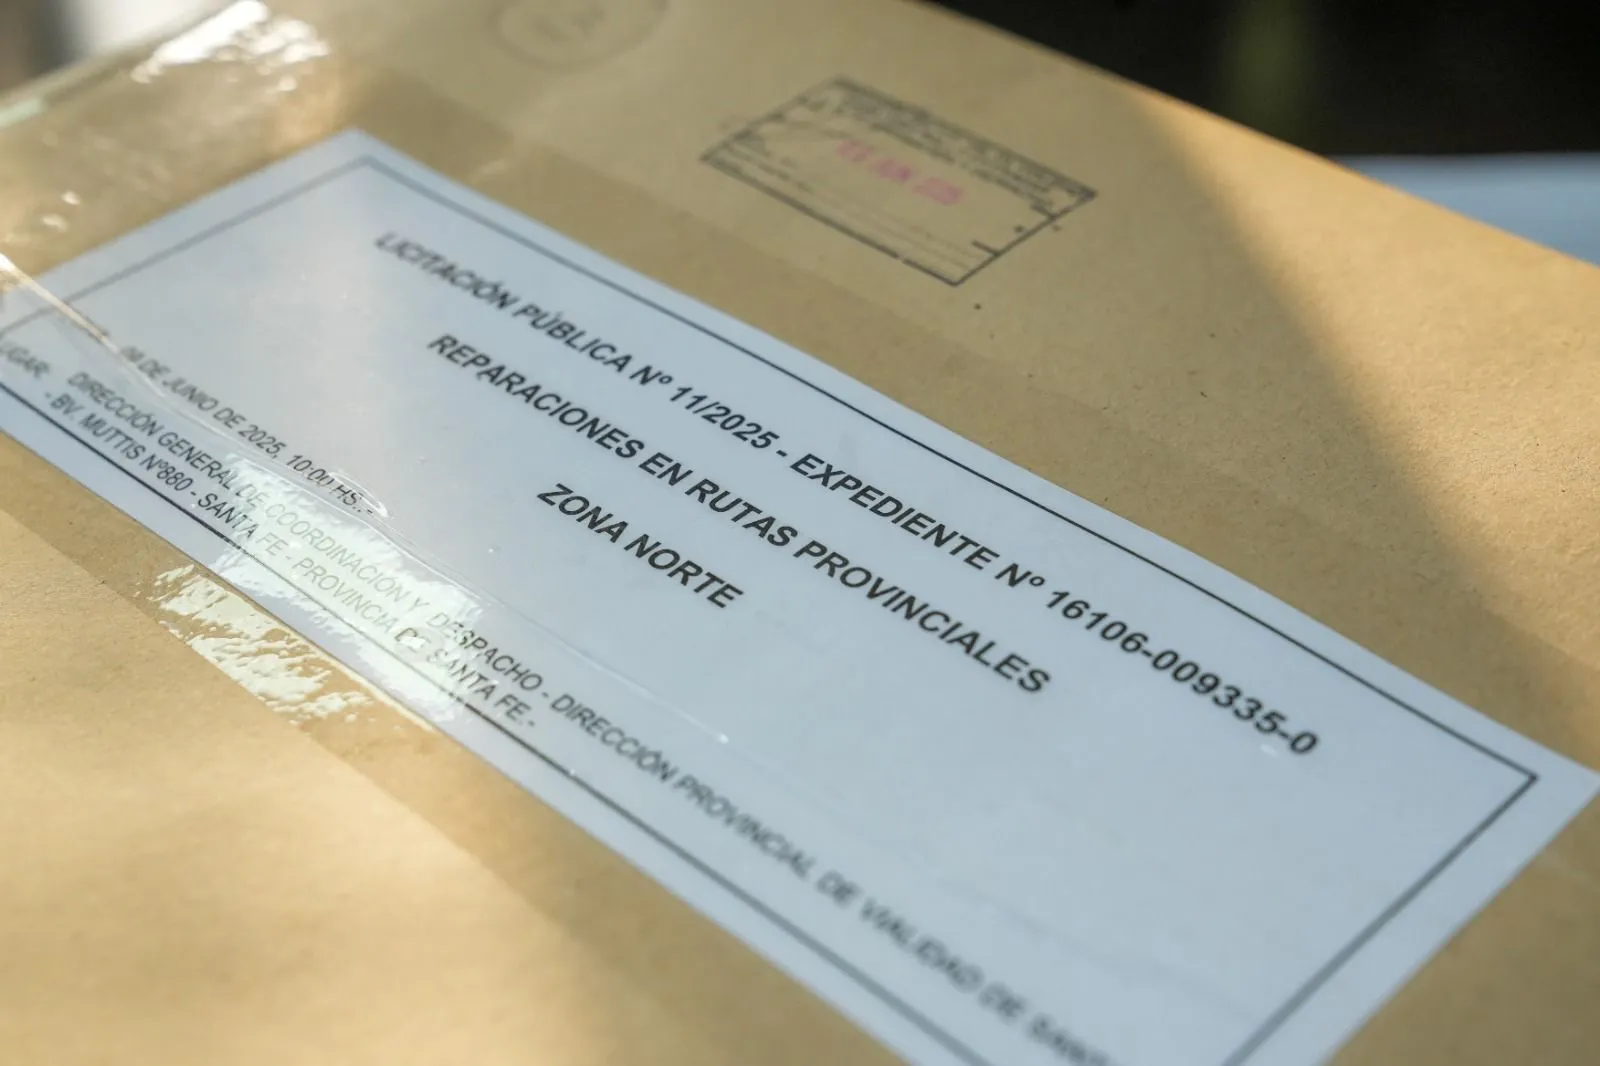 LICITACIÓN PÚBLICA Nº 11/2025 - EXPEDIENTE Nº 16106-009335-0
REPARACIONES EN RUTAS PROVINCIALES
ZONA NORTE
DE JUNIO DE 2025, 10:00 HS.-
LUGAR: DIRECCIÓN GENERAL DE COORDINACIÓN Y DESPACHO - DIRECCIÓN PROVINCIAL DE VIALIDAD DE SANTA
- BV. MUTTIS Nº880 - SANTA FE - PROVINCIA DE SANTA FE.-